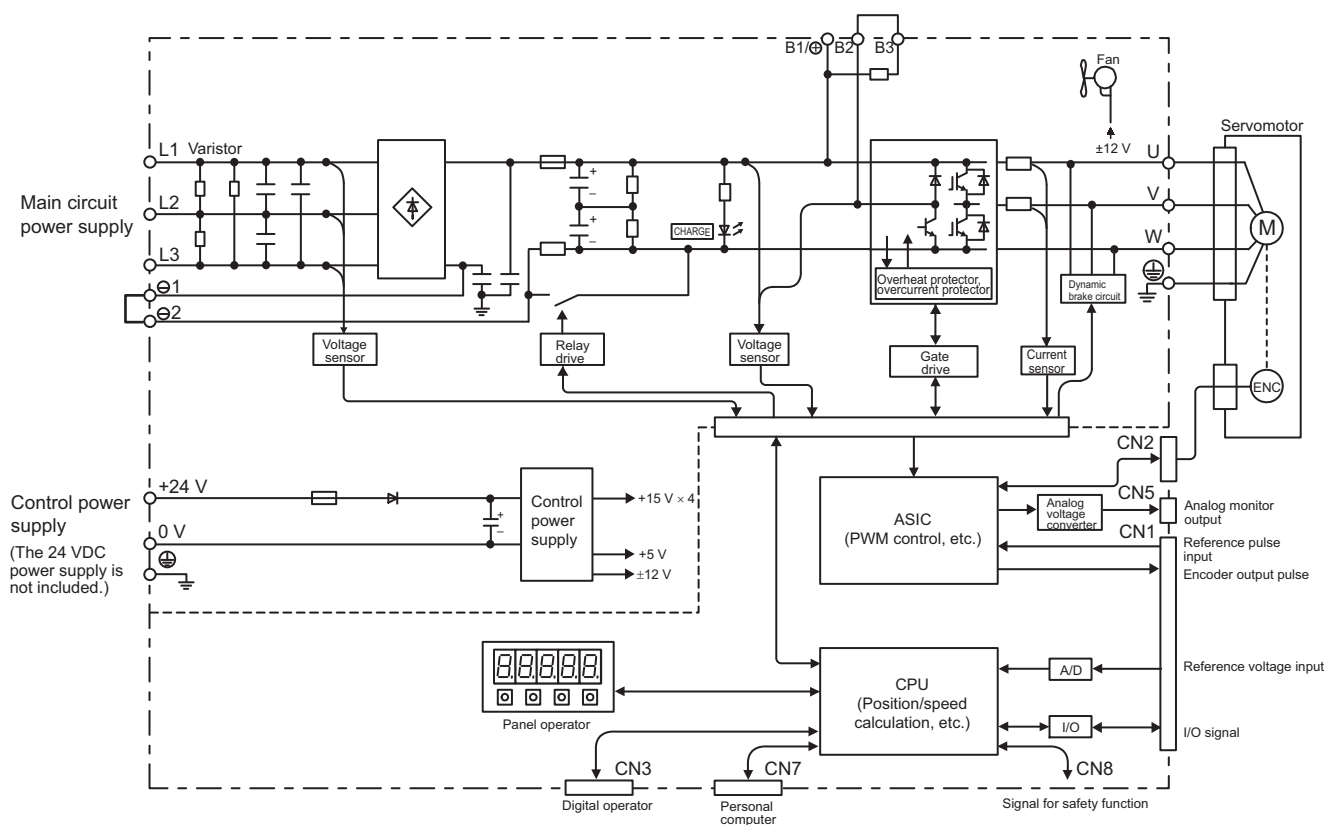 B1/⊕ B2 B3
Fan
±12 V
Servomotor
L1 Varistor
U
Main circuit
power supply
L2
V
CHARGE
W
L3
M
⊖1
⊖2
Overheat protector,
overcurrent protector
Dynamic
brake circuit
Voltage
sensor
Relay
drive
Voltage
sensor
Gate
drive
Current
sensor
ENC
+
–
+
–
CN2
Control power
supply
(The 24 VDC
power supply is
not included.)
+24 V
0 V
+
–
Control
power
supply
+15 V × 4
+5 V
±12 V
ASIC
(PWM control, etc.)
Analog
voltage
converter
CN5
Analog monitor
output
CN1
Reference pulse
input
Encoder output pulse
8.8.8.8.8.
Panel operator
CPU
(Position/speed
calculation, etc.)
A/D
Reference voltage input
I/O
I/O signal
CN3
CN7
CN8
Digital operator
Personal
computer
Signal for safety function